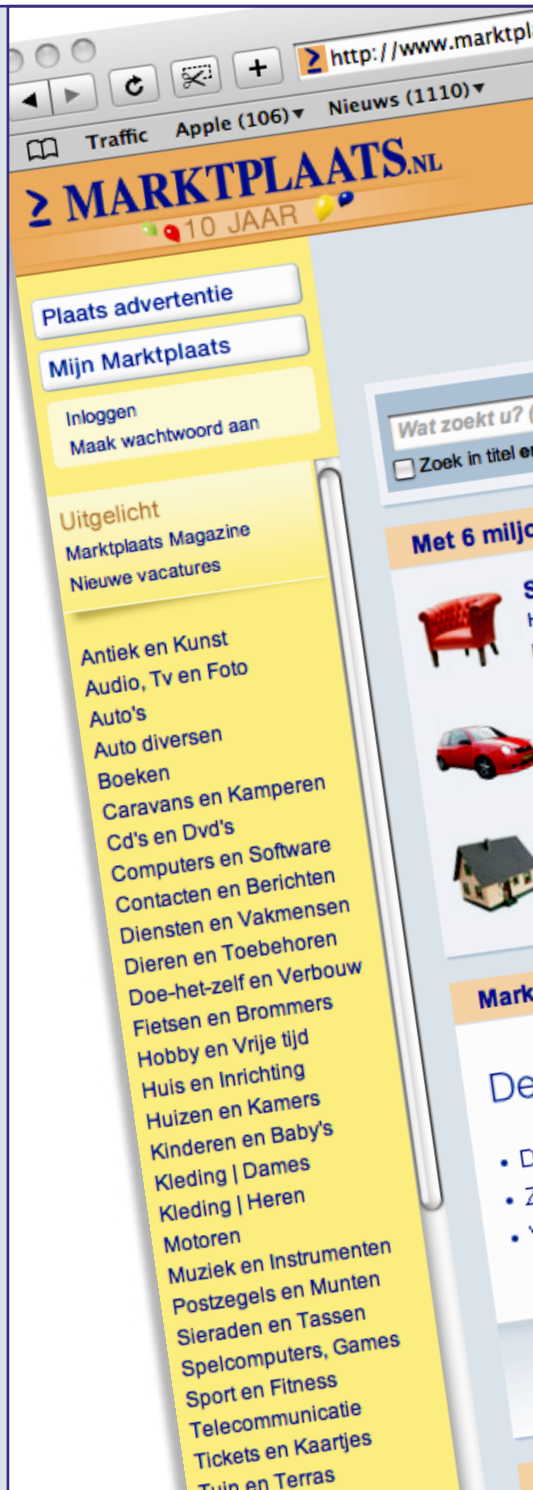 http://www.marktpl
Traffic Apple (106) Nieuws (1110)
MARKTPLAATS.NL
10 JAAR
Plaats advertentie
Mijn Marktplaats
Inloggen
Maak wachtwoord aan
Wat zoekt u? (
Zoek in titel en
Uitgelicht
Marktplaats Magazine
Nieuwe vacatures
Met 6 miljo
Antiek en Kunst
Audio, Tv en Foto
Auto's
Auto diversen
Boeken
Caravans en Kamperen
Cd's en Dvd's
Computers en Software
Contacten en Berichten
Diensten en Vakmensen
Dieren en Toebehoren
Doe-het-zelf en Verbouw
Fietsen en Brommers
Hobby en Vrije tijd
Huis en Inrichting
Huizen en Kamers
Kinderen en Baby's
Kleding | Dames
Kleding | Heren
Motoren
Muziek en Instrumenten
Postzegels en Munten
Sieraden en Tassen
Spelcomputers, Games
Sport en Fitness
Telecommunicatie
Tickets en Kaartjes
Tuin en Terras
Mark
De